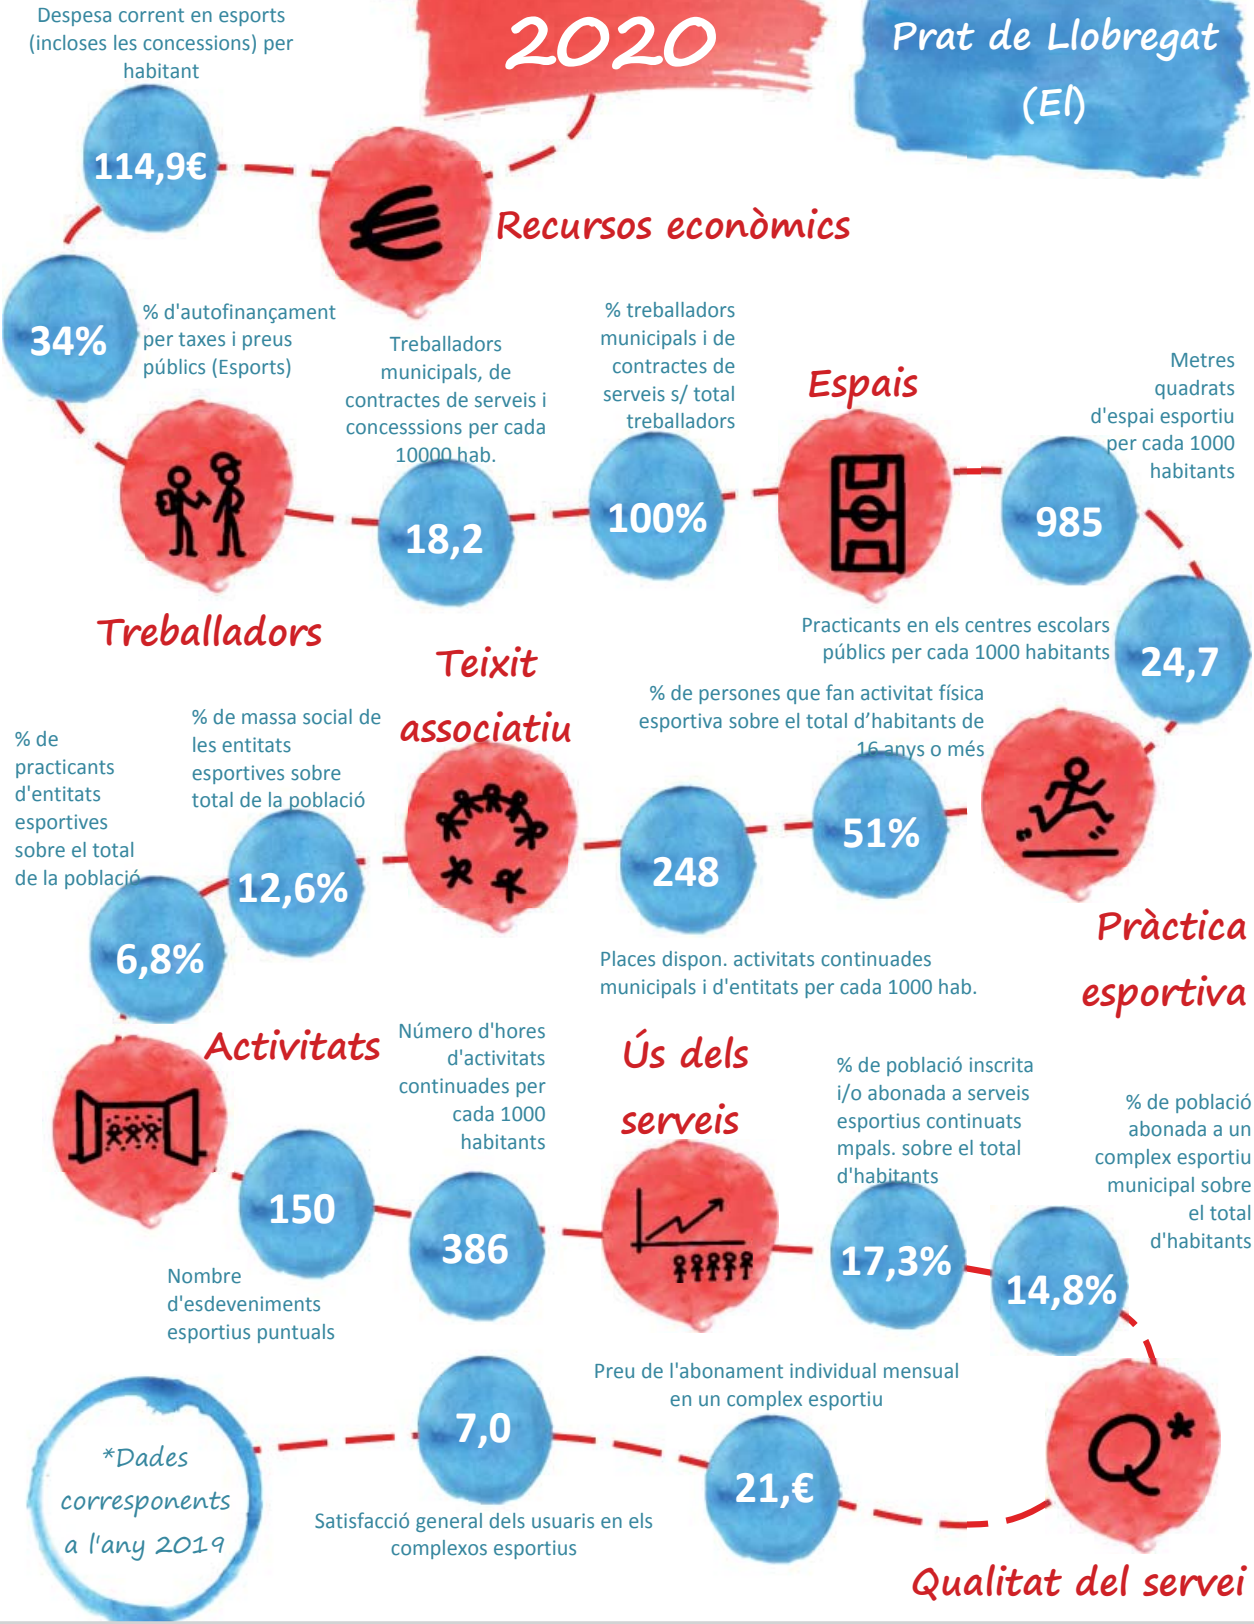 Despesa corrent en esports
(incloses les concessions) per
habitant
2020
Prat de Llobregat
(El)
114,9€
Recursos econòmics
34%
% d'autofinançament
per taxes i preus
públics (Esports)
Treballadors
municipals, de
contractes de serveis i
concesssions per cada
10000 hab.
% treballadors
municipals i de
contractes de
serveis s/ total
treballadors
Espais
Metres
quadrats
d'espai esportiu
per cada 1000
habitants
18,2
100%
985
Treballadors
Practicants en els centres escolars
públics per cada 1000 habitants
24,7
Teixit
associatiu
% de persones que fan activitat física
esportiva sobre el total d’habitants de
16 anys o més
% de massa social de
les entitats
esportives sobre
total de la població
% de
practicants
d'entitats
esportives
sobre el total
de la població
51%
248
12,6%
6,8%
Pràctica
esportiva
Places dispon. activitats continuades
municipals i d'entitats per cada 1000 hab.
Activitats
Número d'hores
d'activitats
continuades per
cada 1000
habitants
Ús dels
serveis
% de població inscrita
i/o abonada a serveis
esportius continuats
mpals. sobre el total
d'habitants
% de població
abonada a un
complex esportiu
municipal sobre
el total
d'habitants
150
386
17,3%
14,8%
Nombre
d'esdeveniments
esportius puntuals
Preu de l'abonament individual mensual
en un complex esportiu
7,0
Q*
21,€
*Dades
corresponents
a l'any 2019
Satisfacció general dels usuaris en els
complexos esportius
Qualitat del servei